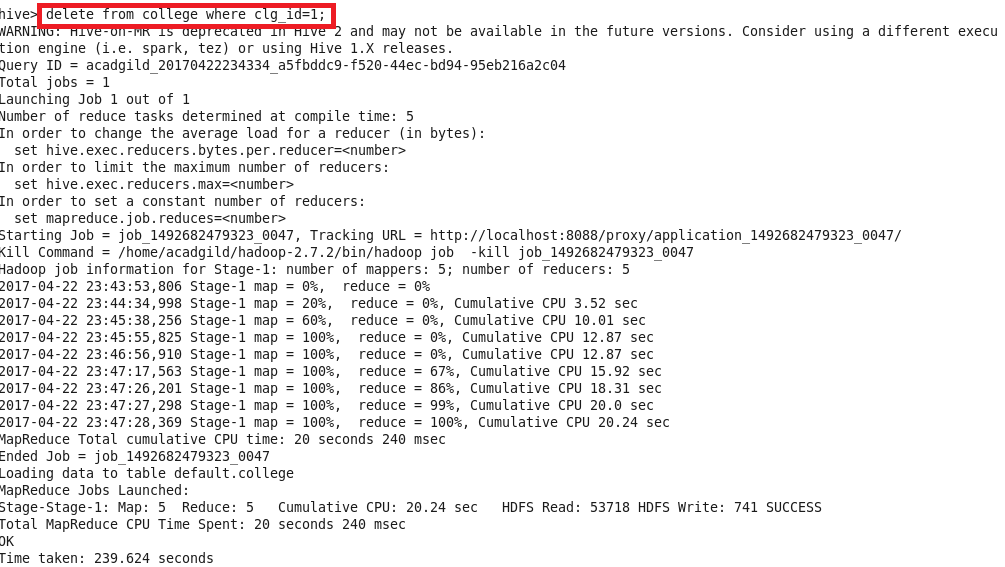 hive> delete from college where clg_id=1;
WARNING: Hive-on-MR is deprecated in Hive 2 and may not be available in the future versions. Consider using a different execu
tion engine (i.e. spark, tez) or using Hive 1.X releases.
Query ID = acadgild_20170422234334_a5fbddc9-f520-44ec-bd94-95eb216a2c04
Total jobs = 1
Launching Job 1 out of 1
Number of reduce tasks determined at compile time: 5
In order to change the average load for a reducer (in bytes):
  set hive.exec.reducers.bytes.per.reducer=<number>
In order to limit the maximum number of reducers:
  set hive.exec.reducers.max=<number>
In order to set a constant number of reducers:
  set mapreduce.job.reduces=<number>
Starting Job = job_1492682479323_0047, Tracking URL = http://localhost:8088/proxy/application_1492682479323_0047/
Kill Command = /home/acadgild/hadoop-2.7.2/bin/hadoop job  -kill job_1492682479323_0047
Hadoop job information for Stage-1: number of mappers: 5; number of reducers: 5
2017-04-22 23:43:53,806 Stage-1 map = 0%,  reduce = 0%
2017-04-22 23:44:34,998 Stage-1 map = 20%,  reduce = 0%, Cumulative CPU 3.52 sec
2017-04-22 23:45:38,256 Stage-1 map = 60%,  reduce = 0%, Cumulative CPU 10.01 sec
2017-04-22 23:45:55,825 Stage-1 map = 100%,  reduce = 0%, Cumulative CPU 12.87 sec
2017-04-22 23:46:56,910 Stage-1 map = 100%,  reduce = 0%, Cumulative CPU 12.87 sec
2017-04-22 23:47:17,563 Stage-1 map = 100%,  reduce = 67%, Cumulative CPU 15.92 sec
2017-04-22 23:47:26,201 Stage-1 map = 100%,  reduce = 86%, Cumulative CPU 18.31 sec
2017-04-22 23:47:27,298 Stage-1 map = 100%,  reduce = 99%, Cumulative CPU 20.0 sec
2017-04-22 23:47:28,369 Stage-1 map = 100%,  reduce = 100%, Cumulative CPU 20.24 sec
MapReduce Total cumulative CPU time: 20 seconds 240 msec
Ended Job = job_1492682479323_0047
Loading data to table default.college
MapReduce Jobs Launched:
Stage-Stage-1: Map: 5  Reduce: 5   Cumulative CPU: 20.24 sec   HDFS Read: 53718 HDFS Write: 741 SUCCESS
Total MapReduce CPU Time Spent: 20 seconds 240 msec
OK
Time taken: 239.624 seconds